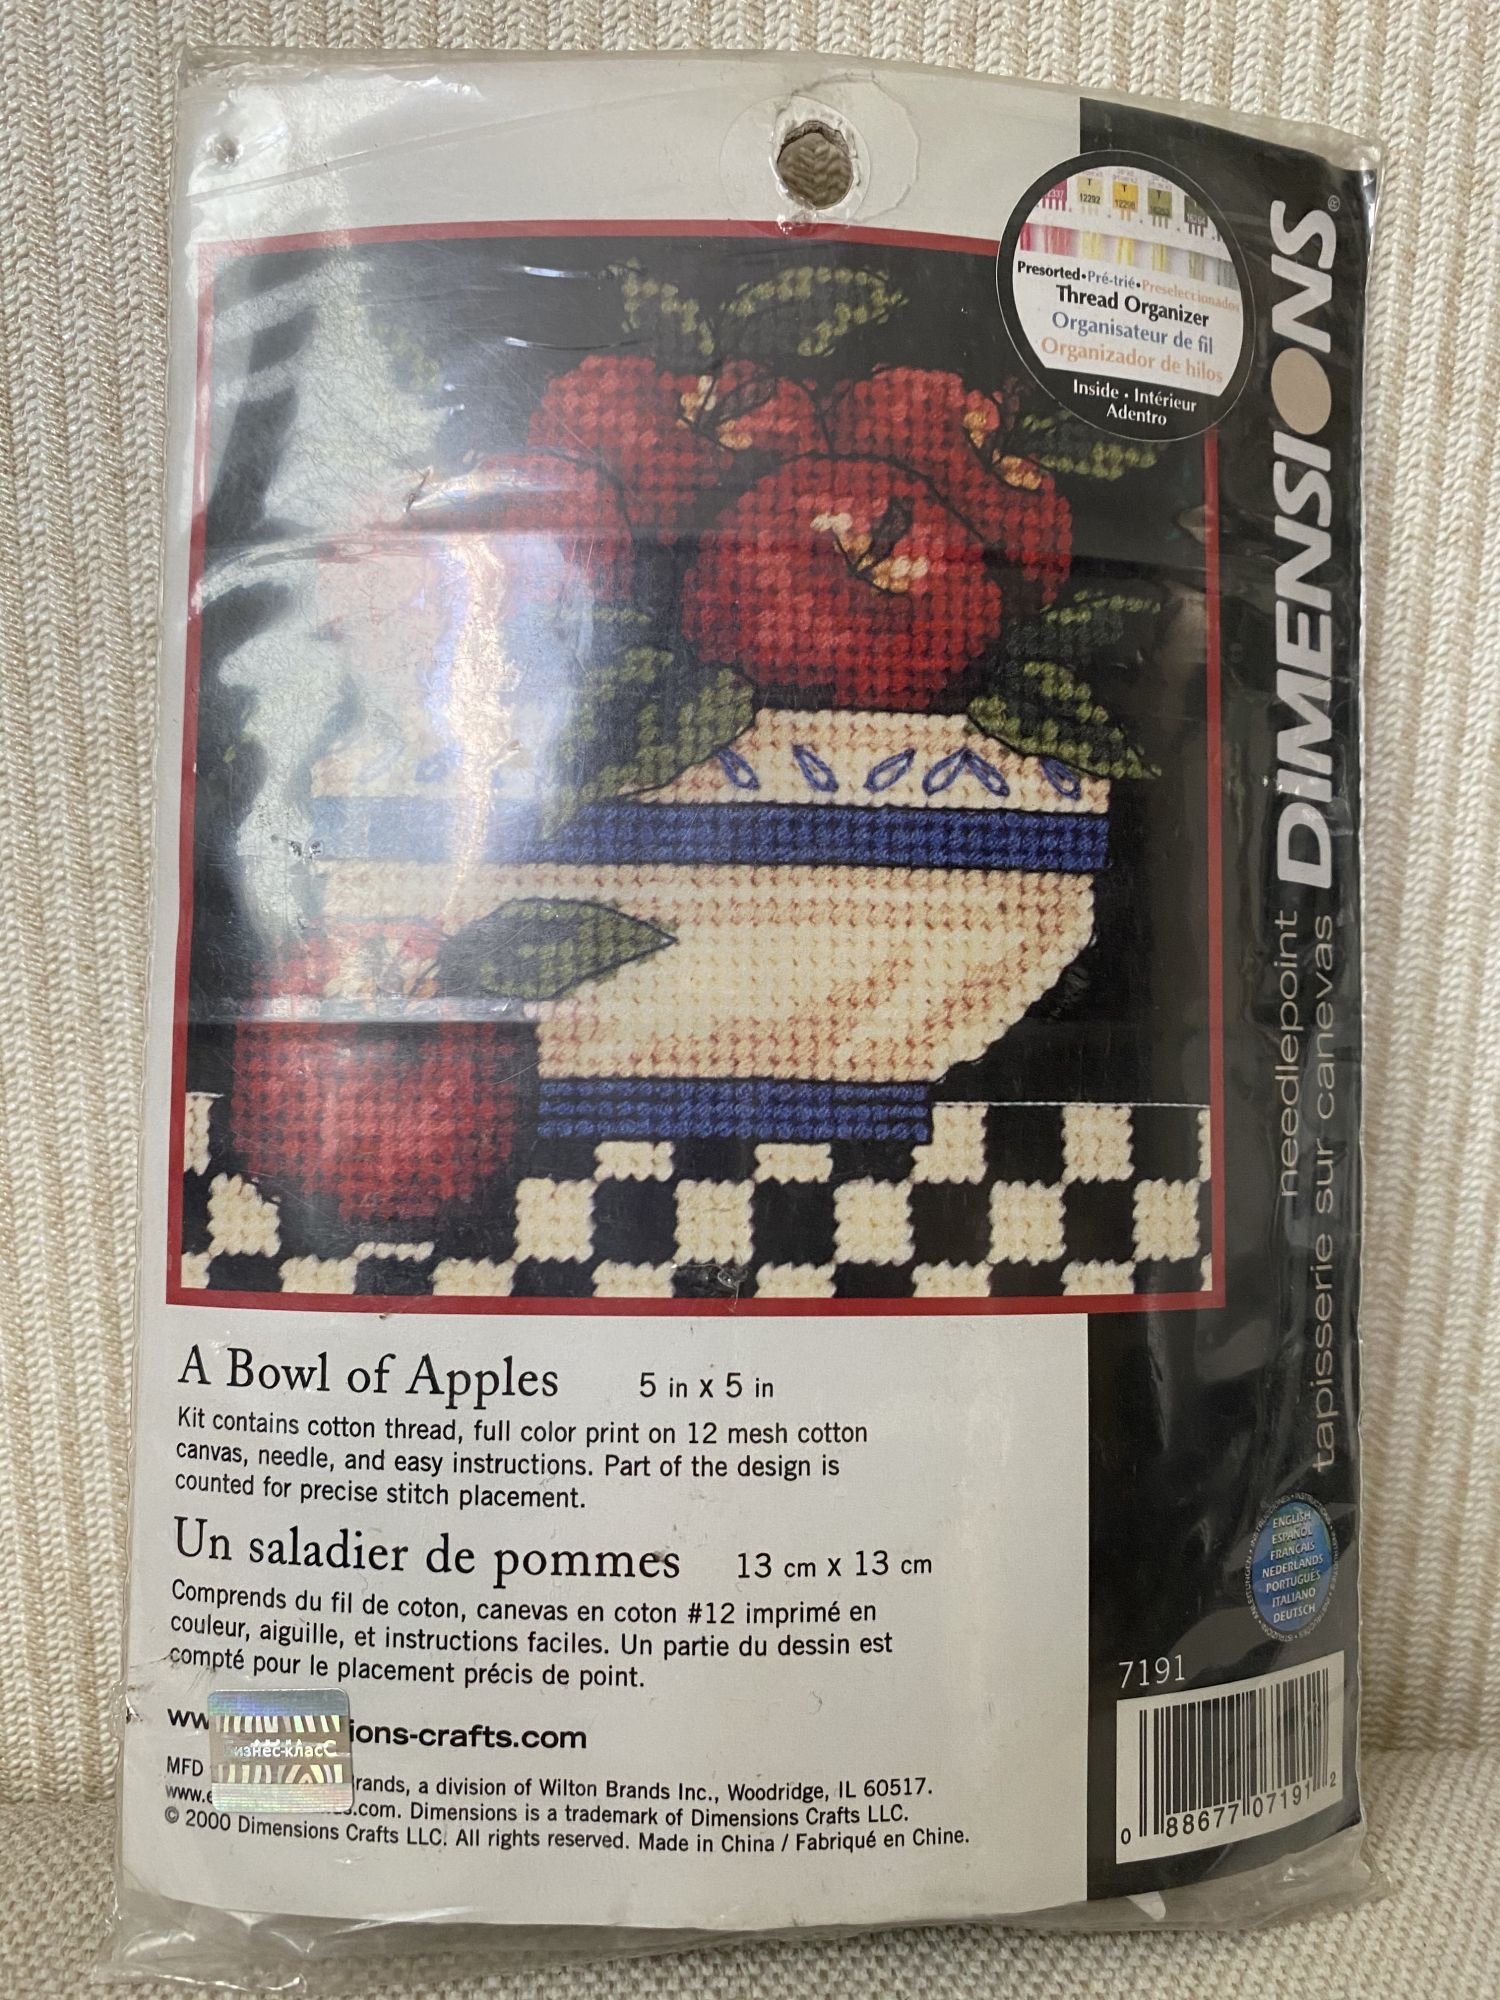 12292
Presorted•Pré-trié•Preseleccionados
Thread Organizer
Organisateur de fil
Organizador de hilos
Inside • Intérieur
Adentro
DIMENSIONS®
needlepoint
tapisserie sur canevas
A Bowl of Apples 5 in x 5 in
Kit contains cotton thread, full color print on 12 mesh cotton
canvas, needle, and easy instructions. Part of the design is
counted for precise stitch placement.
Un saladier de pommes 13 cm x 13 cm
Comprends du fil de coton, canevas en coton #12 imprimé en
couleur, aiguille, et instructions faciles. Un partie du dessin est
compté pour le placement précis de point.
ww ions-crafts.com
Бизнес-класС
MFD rands, a division of Wilton Brands Inc., Woodridge, IL 60517.
www.e .com. Dimensions is a trademark of Dimensions Crafts LLC.
© 2000 Dimensions Crafts LLC. All rights reserved. Made in China / Fabriqué en Chine.
ENGLISH
ESPAÑOL
FRANÇAIS
NEDERLANDS
PORTUGUÊS
ITALIANO
DEUTSCH
7191
0 88677 07191 2